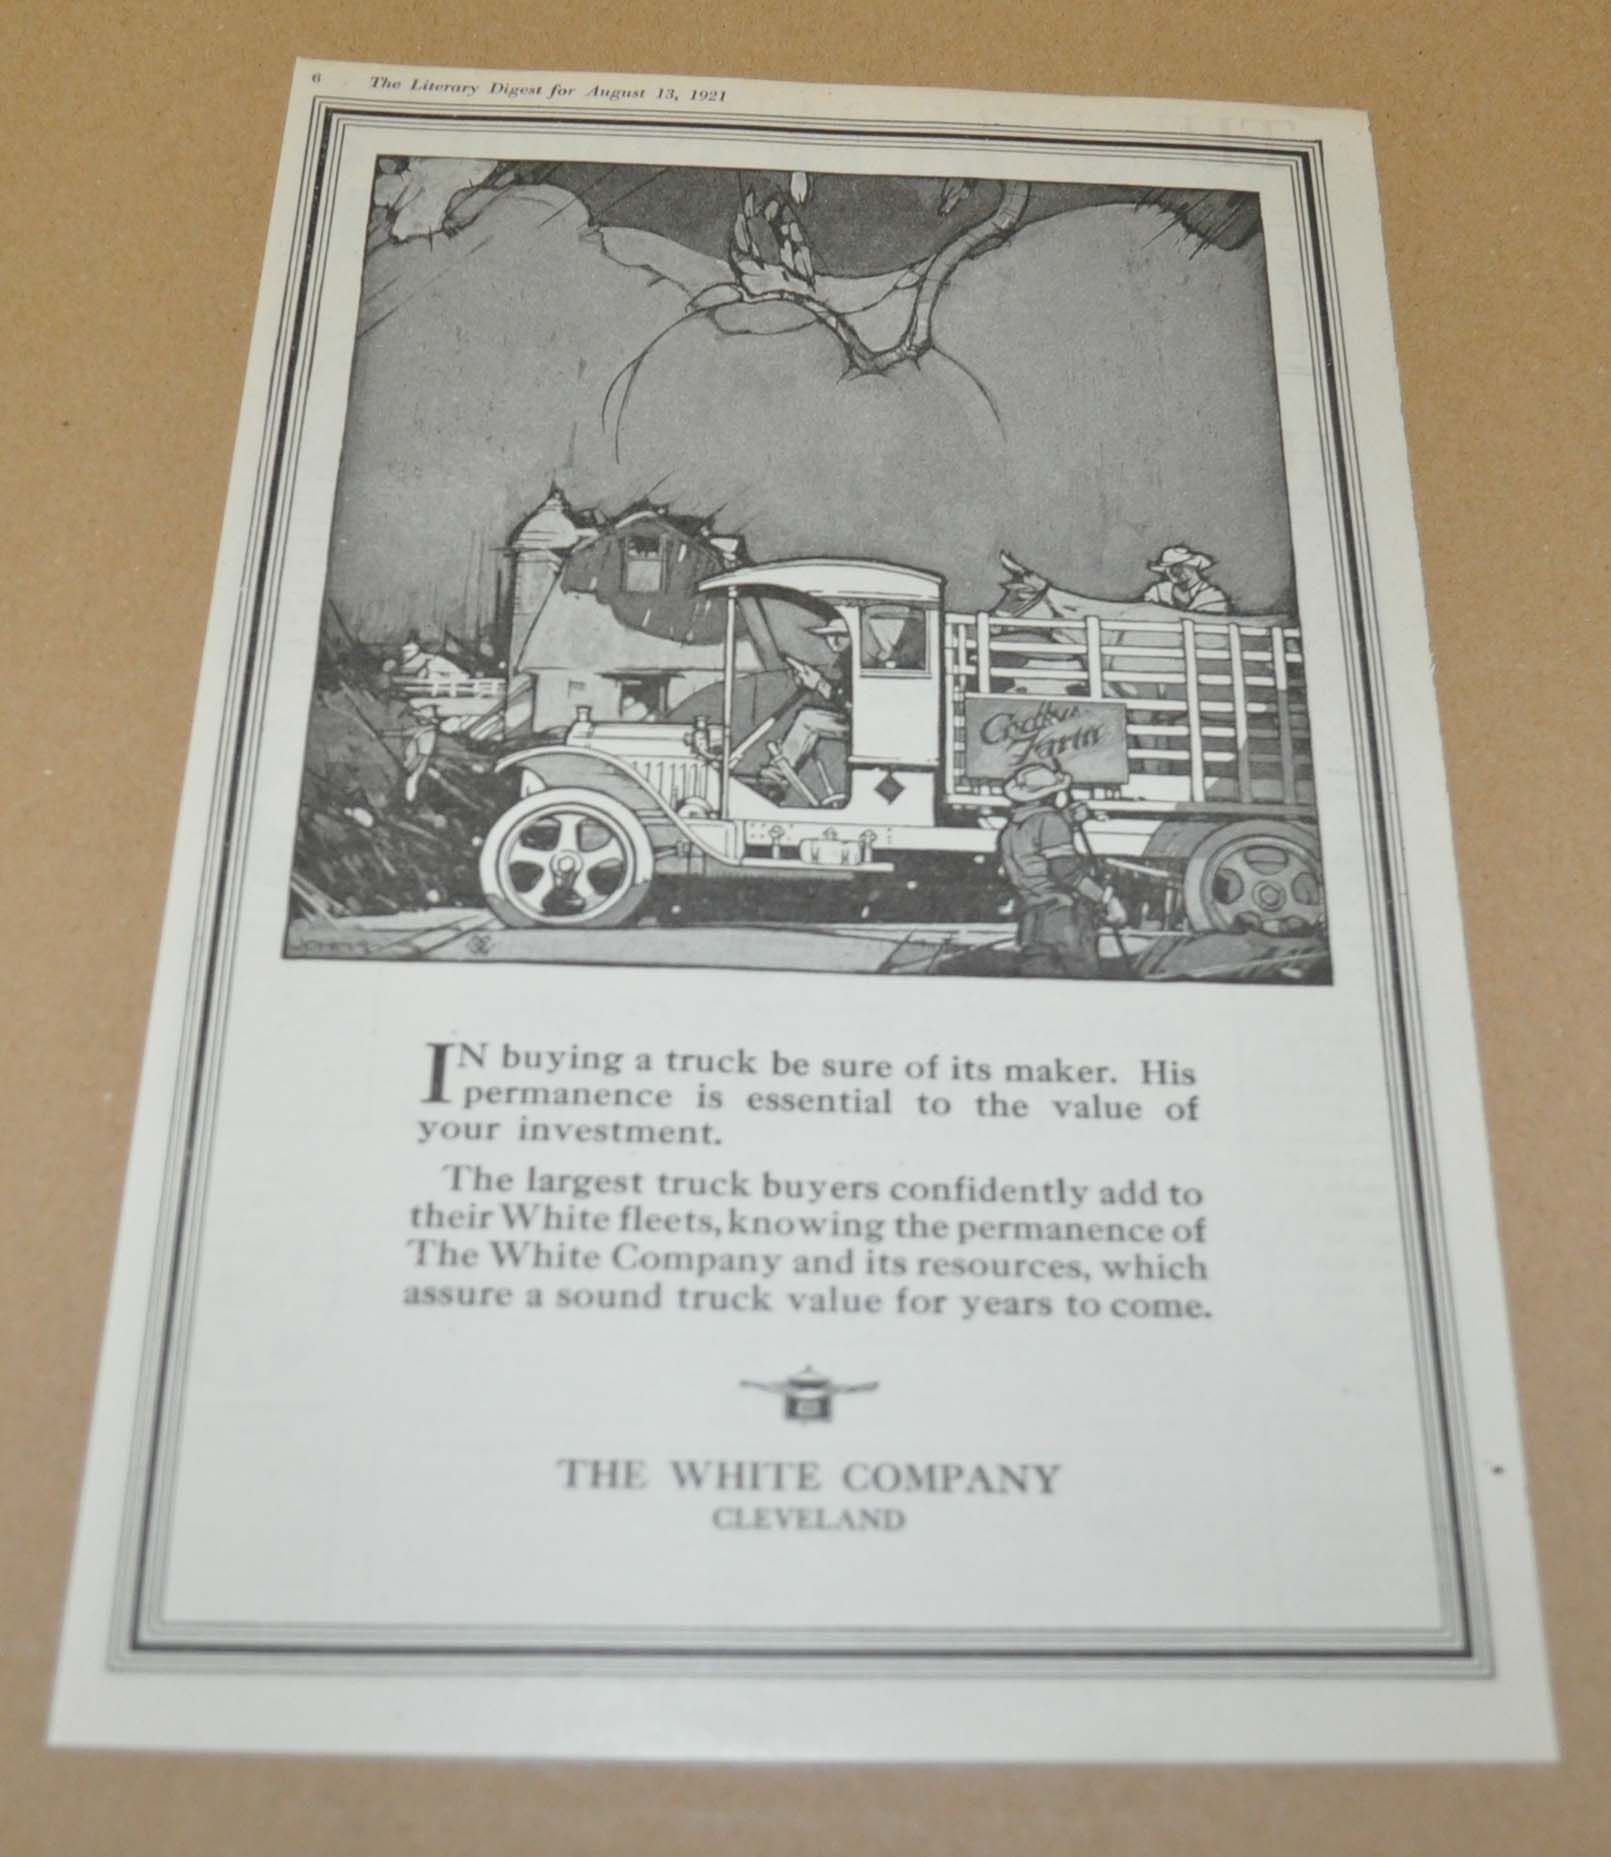 6 The Literary Digest for August 13, 1921
Farm
IN buying a truck be sure of its maker. His
permanence is essential to the value of
your investment.
The largest truck buyers confidently add to
their White fleets, knowing the permanence of
The White Company and its resources, which
assure a sound truck value for years to come.
THE WHITE COMPANY
CLEVELAND